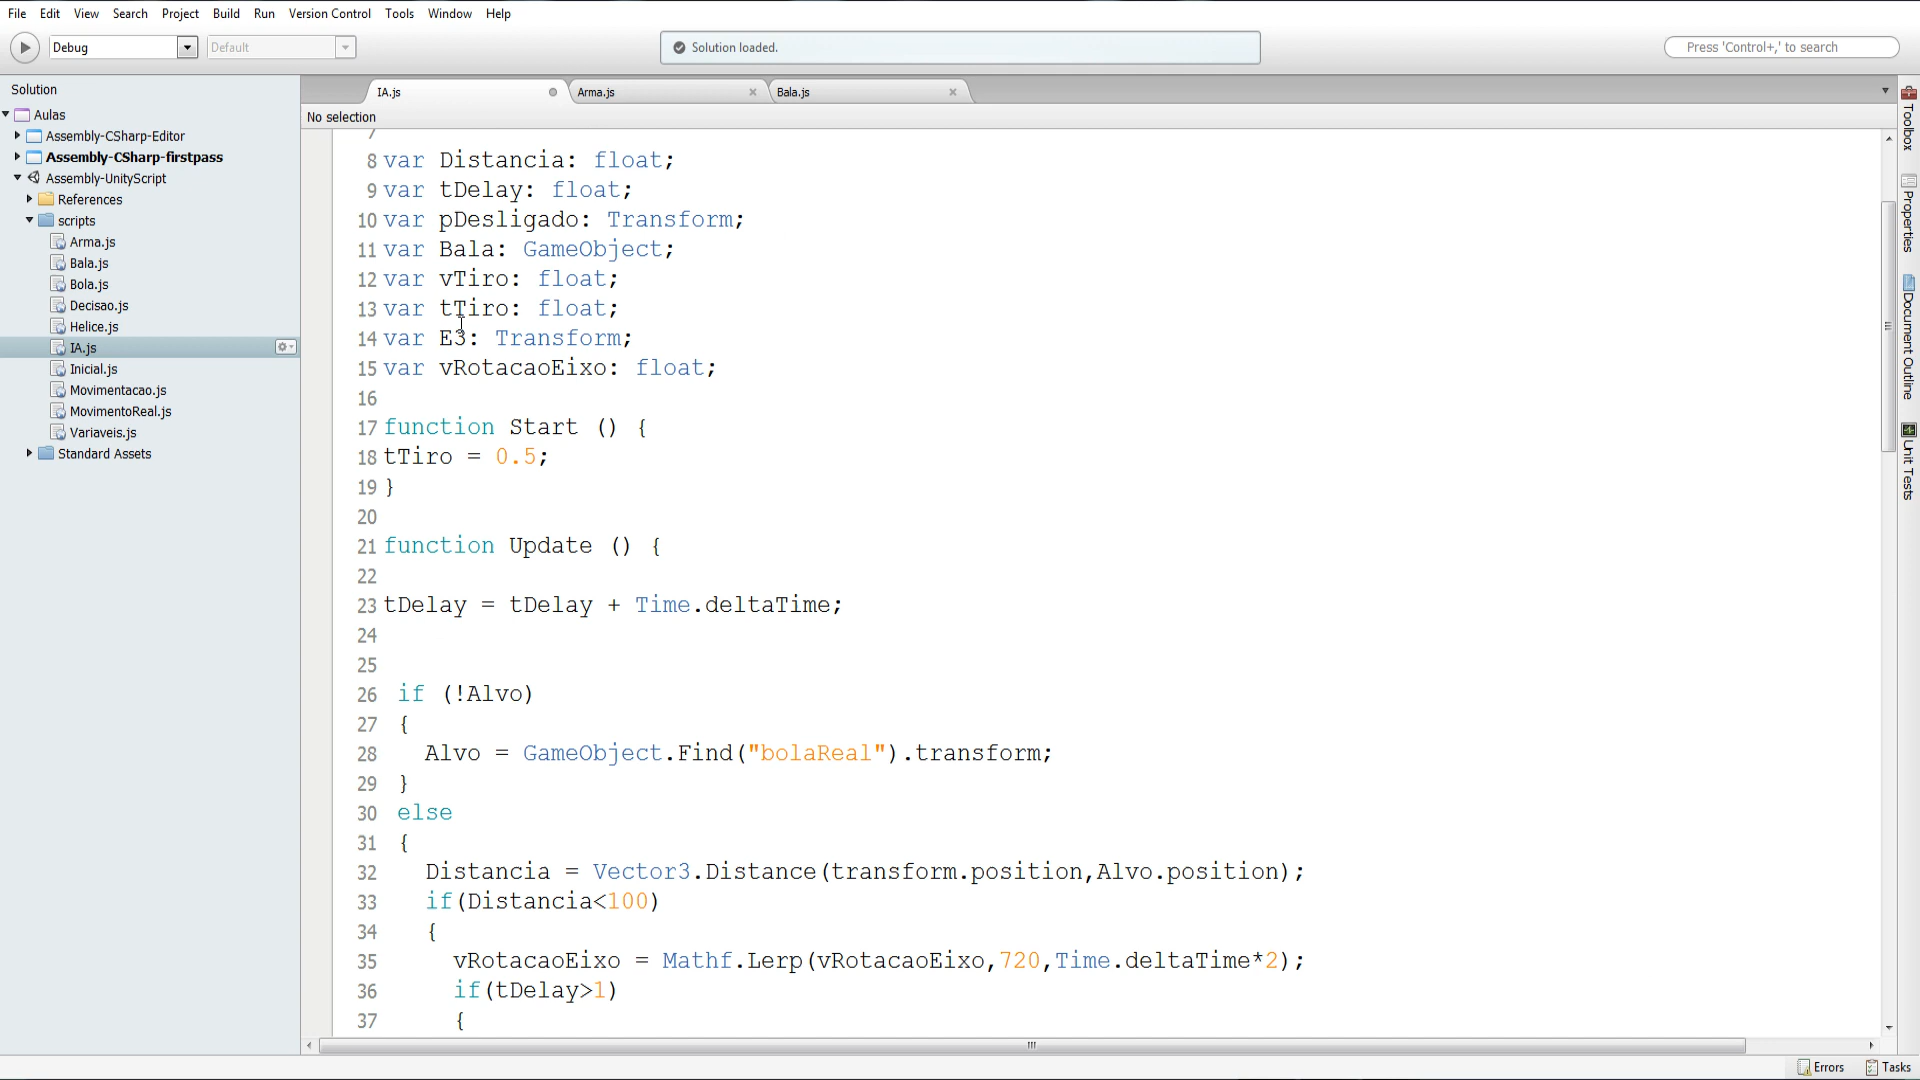 File Edit View Search Project Build Run Version Control Tools Window Help
Debug Default Solution loaded. Press 'Control+,' to search
Solution
Aulas
Assembly-CSharp-Editor
Assembly-CSharp-firstpass
Assembly-UnityScript
References
scripts
Arma.js
Bala.js
Bola.js
Decisao.js
Helice.js
IA.js
Inicial.js
Movimentacao.js
MovimentoReal.js
Variaveis.js
Standard Assets
IA.js Arma.js Bala.js
No selection
7
8 var Distancia: float;
9 var tDelay: float;
10 var pDesligado: Transform;
11 var Bala: GameObject;
12 var vTiro: float;
13 var tTiro: float;
14 var E3: Transform;
15 var vRotacaoEixo: float;
16
17 function Start () {
18 tTiro = 0.5;
19 }
20
21 function Update () {
22
23 tDelay = tDelay + Time.deltaTime;
24
25
26 if (!Alvo)
27 {
28 Alvo = GameObject.Find("bolaReal").transform;
29 }
30 else
31 {
32 Distancia = Vector3.Distance(transform.position,Alvo.position);
33 if(Distancia<100)
34 {
35 vRotacaoEixo = Mathf.Lerp(vRotacaoEixo,720,Time.deltaTime*2);
36 if(tDelay>1)
37 {
Toolbox
Properties
Document Outline
Unit Tests
Errors Tasks